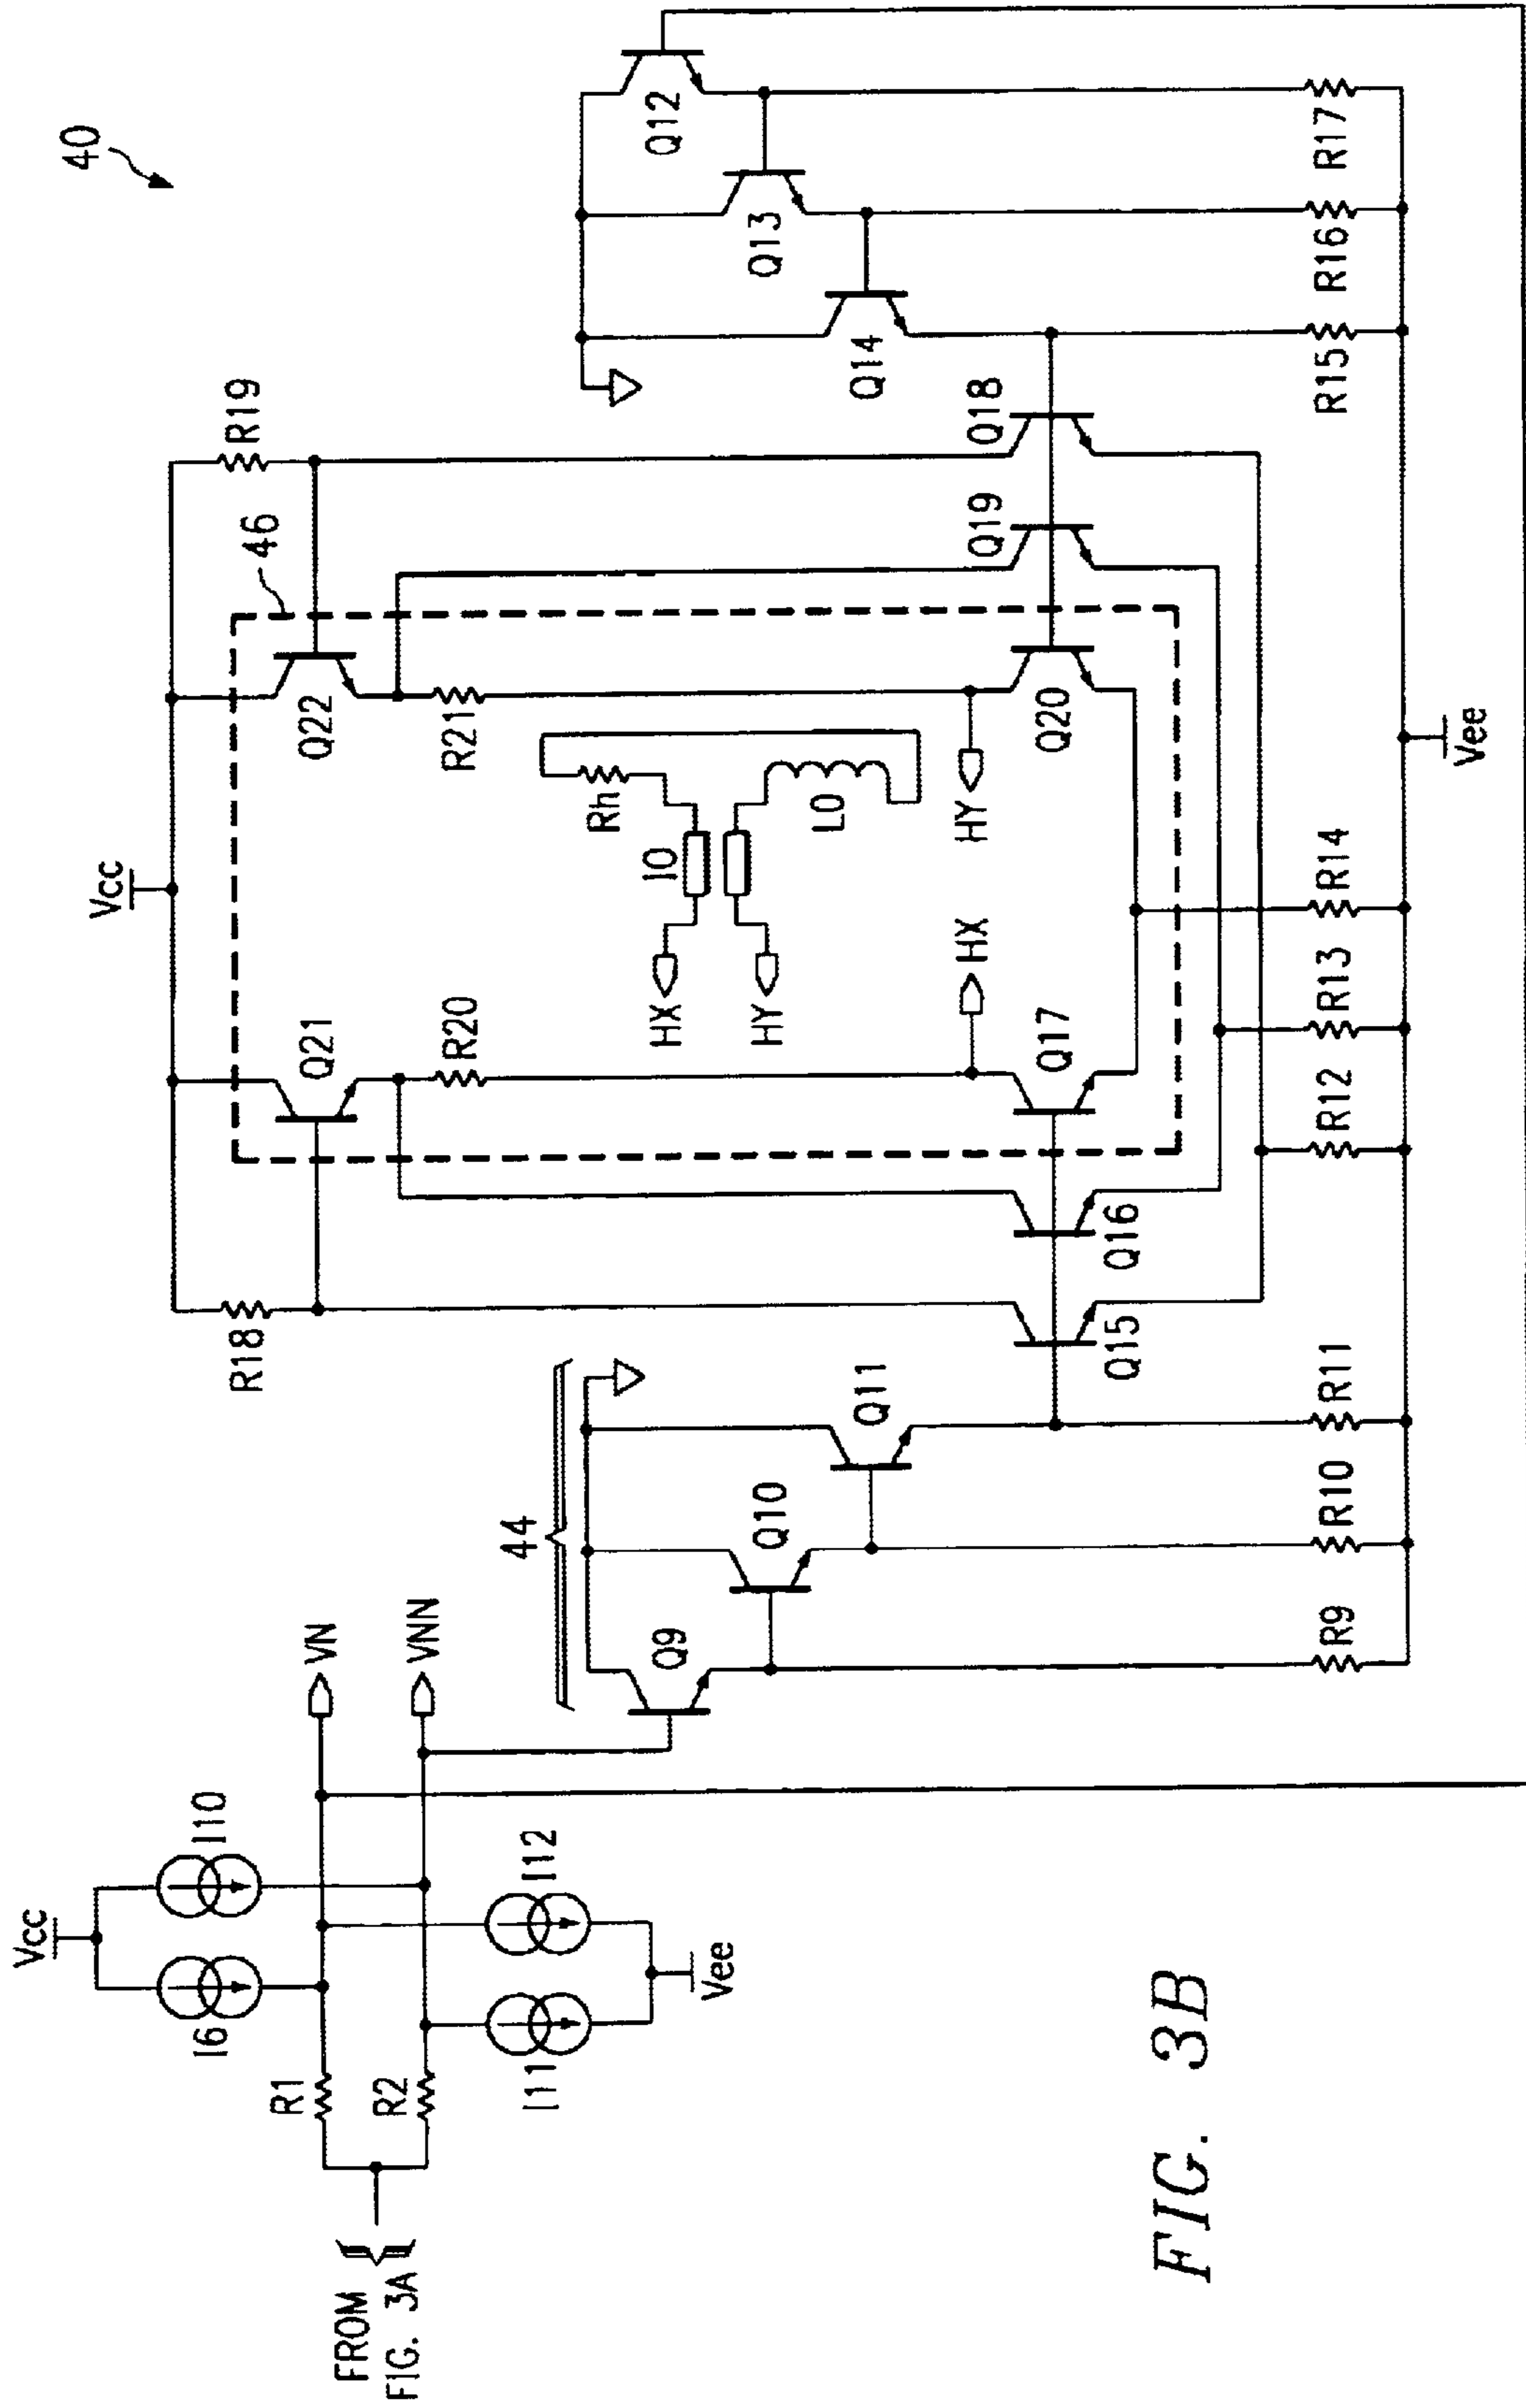 40
Vcc
Vcc
I6
I10
R1
R2
VN
VNN
FROM
FIG. 3A
I11
I12
Vee
44
Q9
Q10
Q11
R9
R10
R11
R18
R19
46
Q21
Q22
R20
R21
HX
HY
I0
Rh
L0
HX
HY
Q15
Q16
Q17
Q20
Q19
Q18
Q14
Q13
Q12
R12
R13
R14
R15
R16
R17
Vee
FIG. 3B